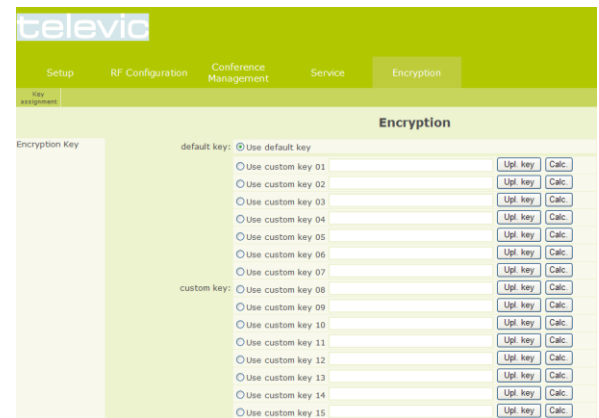 televic
Setup RF Configuration Conference Management Service Encryption
Key assignment
Encryption
Encryption Key default key: Use default key
Use custom key 01 Upl. key Calc.
Use custom key 02 Upl. key Calc.
Use custom key 03 Upl. key Calc.
Use custom key 04 Upl. key Calc.
Use custom key 05 Upl. key Calc.
Use custom key 06 Upl. key Calc.
Use custom key 07 Upl. key Calc.
custom key: Use custom key 08 Upl. key Calc.
Use custom key 09 Upl. key Calc.
Use custom key 10 Upl. key Calc.
Use custom key 11 Upl. key Calc.
Use custom key 12 Upl. key Calc.
Use custom key 13 Upl. key Calc.
Use custom key 14 Upl. key Calc.
Use custom key 15 Upl. key Calc.